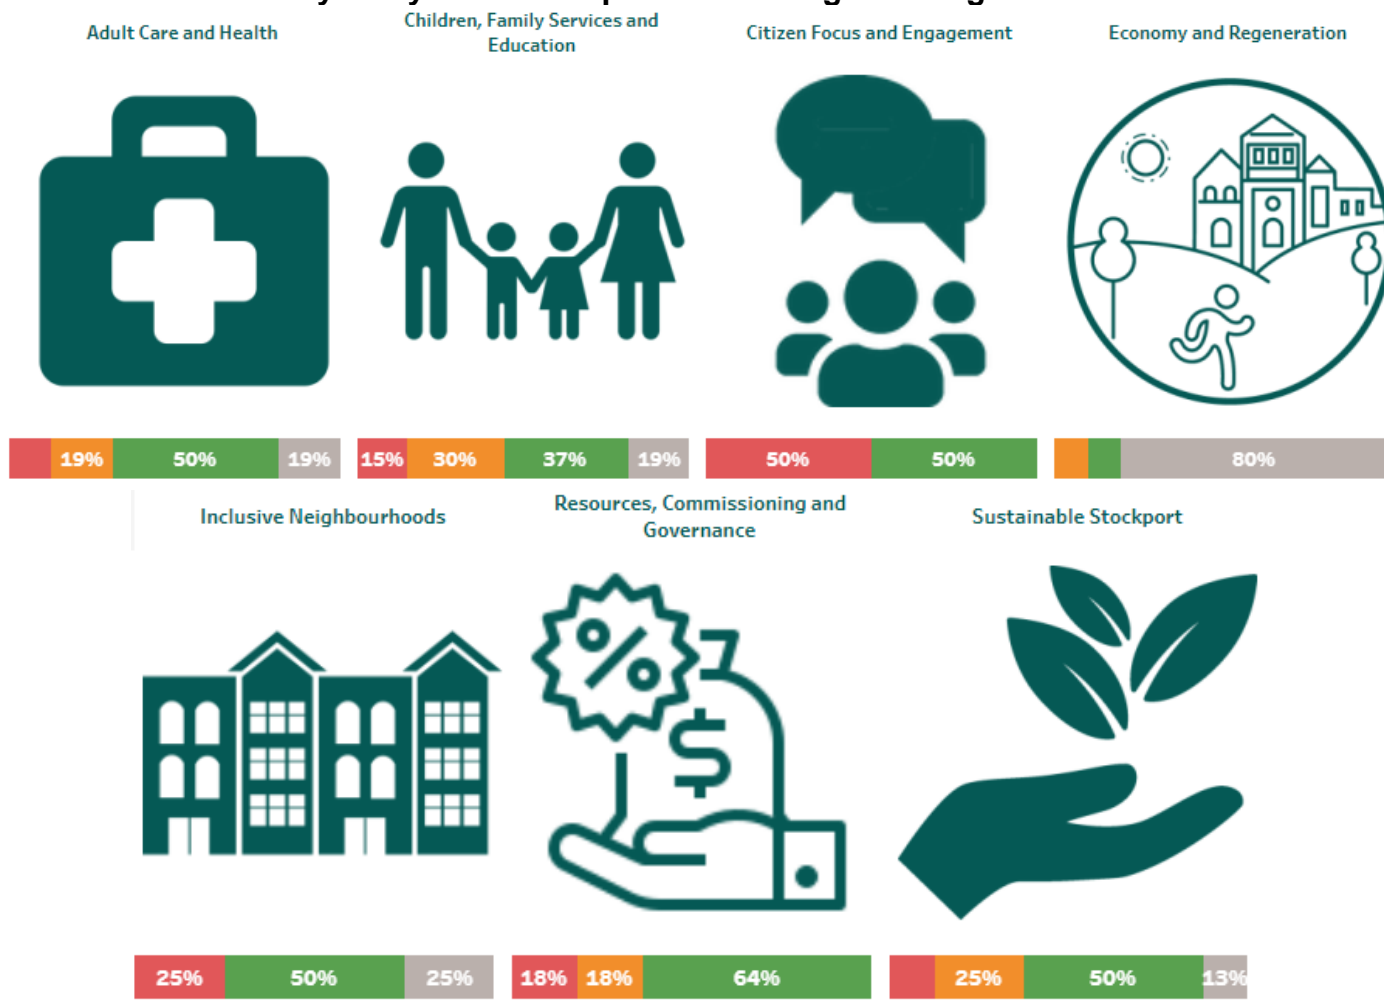 Adult Care and Health
Children, Family Services and
Education
Citizen Focus and Engagement
Economy and Regeneration
19% 50% 19%
15% 30% 37% 19%
50% 50%
80%
Inclusive Neighbourhoods
Resources, Commissioning and
Governance
Sustainable Stockport
%
$
25% 50% 25%
18% 18% 64%
25% 50% 13%